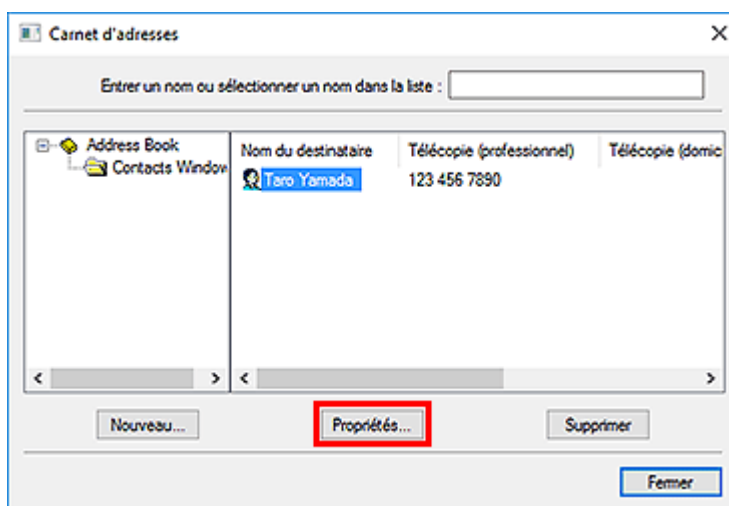 Carnet d'adresses
Entrer un nom ou sélectionner un nom dans la liste :
Address Book
Contacts Window
Nom du destinataire Télécopie (professionnel) Télécopie (domic
Taro Yamada 123 456 7890
Nouveau... Propriétés... Supprimer
Fermer